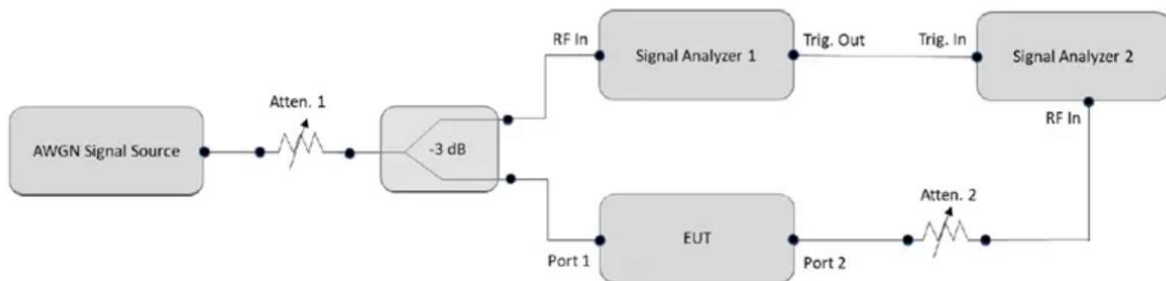 RF In
Signal Analyzer 1
Trig. Out
Trig. In
Signal Analyzer 2
RF In
Atten. 1
AWGN Signal Source
-3 dB
Atten. 2
EUT
Port 1
Port 2